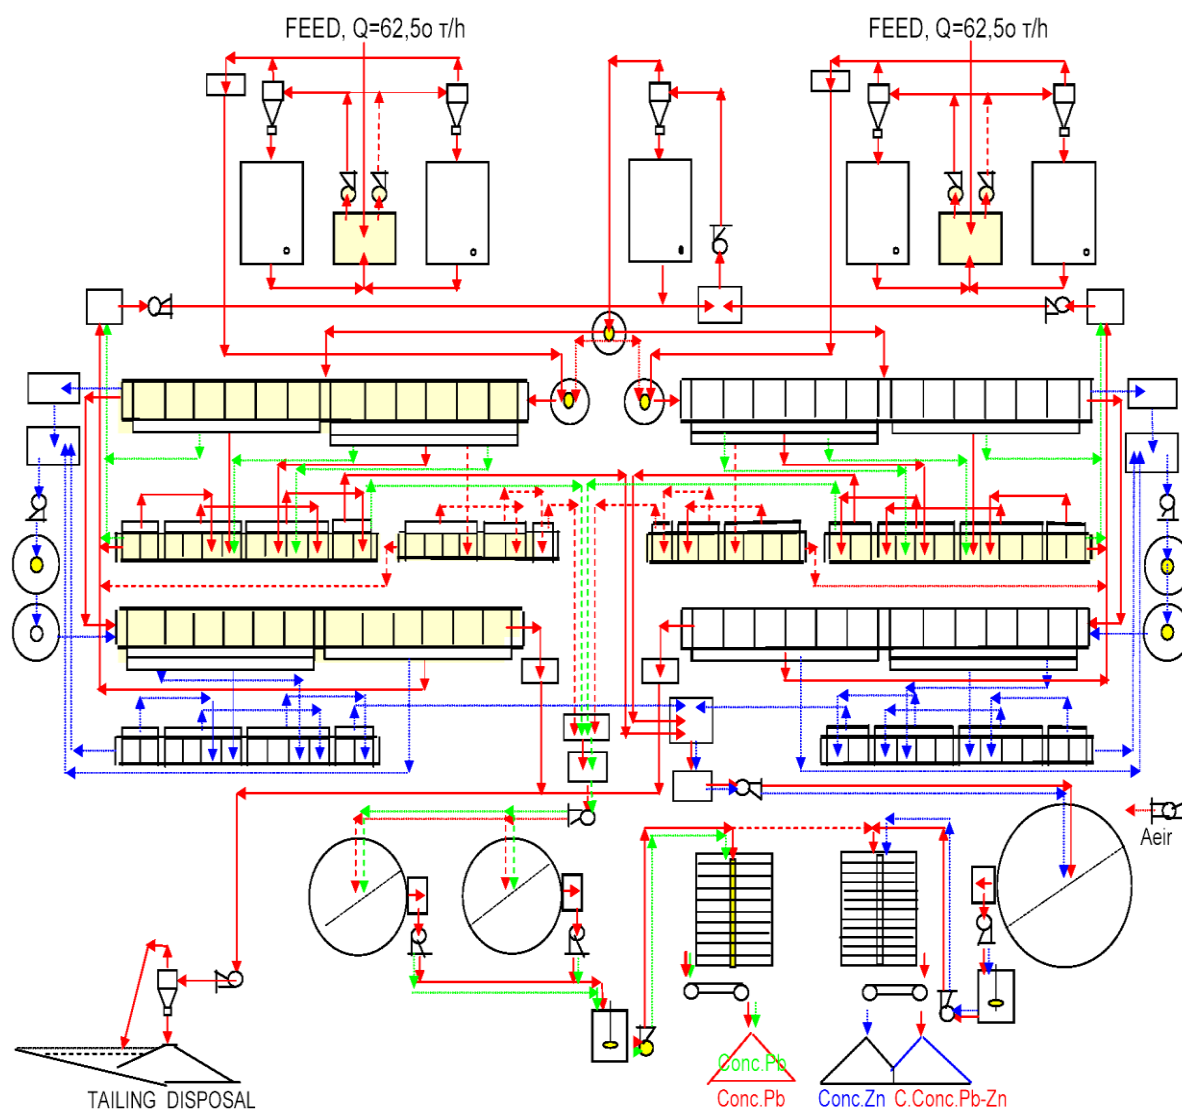 FEED, Q=62,5o т/h
FEED, Q=62,5o т/h
Aeir
Conc.Pb
Conc.Pb
Conc.Zn
C.Conc.Pb-Zn
TAILING DISPOSAL